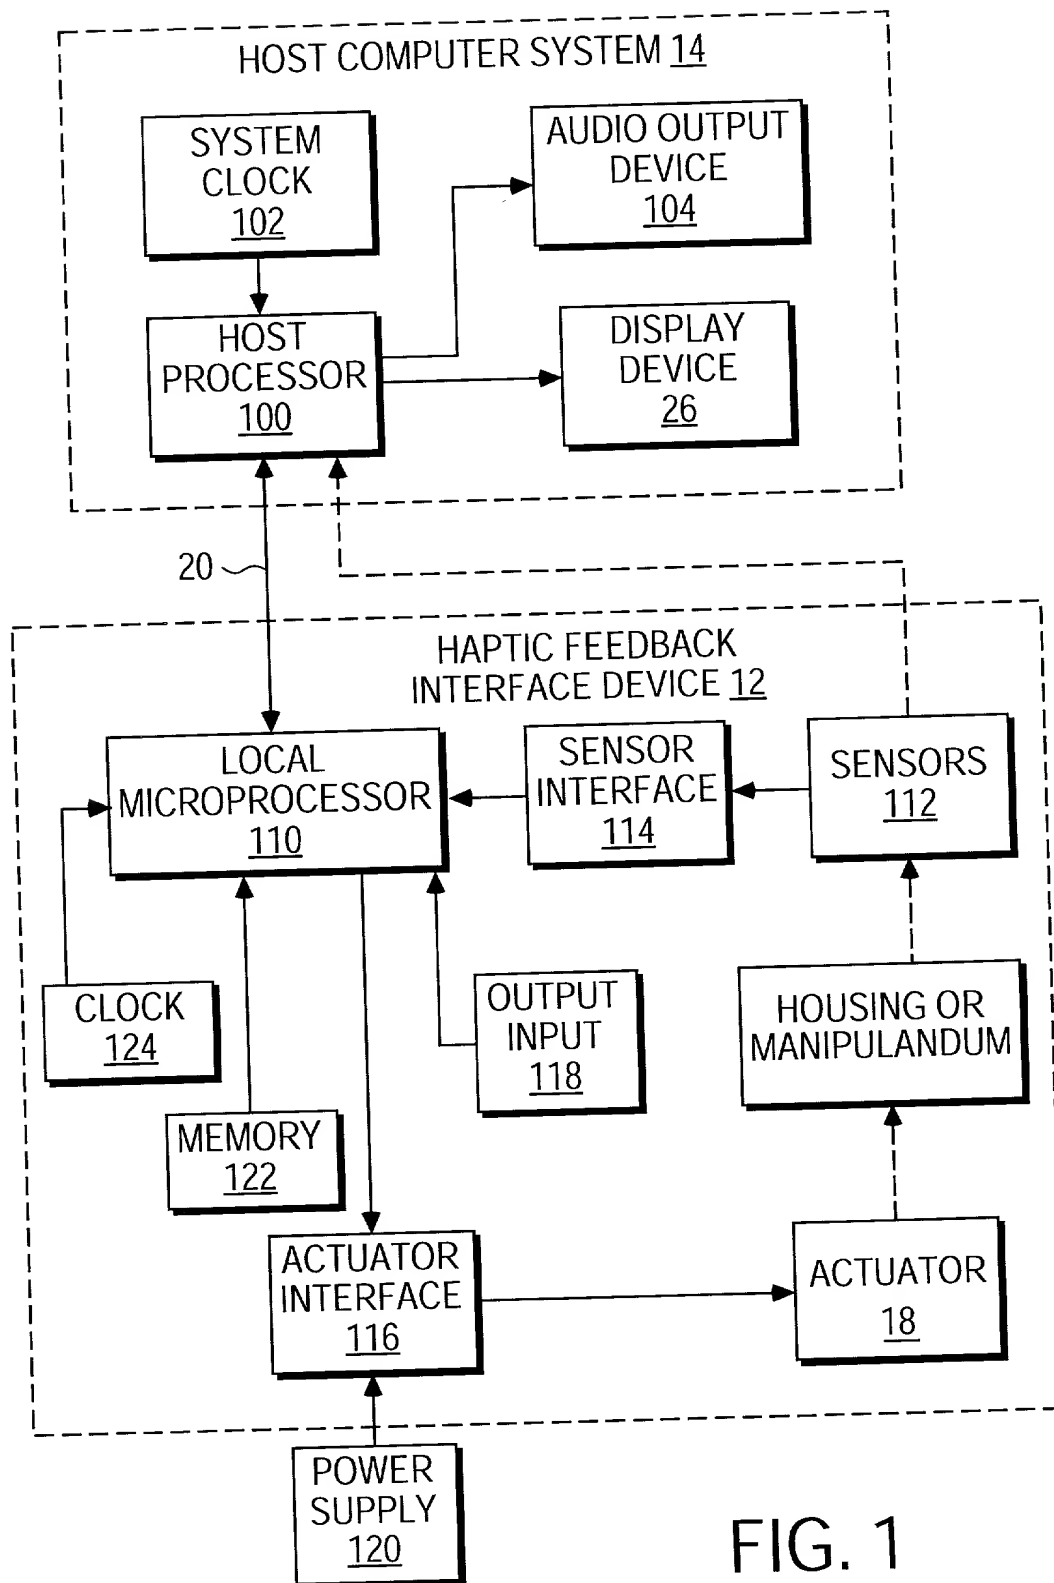 HOST COMPUTER SYSTEM 14
SYSTEM
CLOCK
102
AUDIO OUTPUT
DEVICE
104
HOST
PROCESSOR
100
DISPLAY
DEVICE
26
20
HAPTIC FEEDBACK
INTERFACE DEVICE 12
LOCAL
MICROPROCESSOR
110
SENSOR
INTERFACE
114
SENSORS
112
CLOCK
124
OUTPUT
INPUT
118
HOUSING OR
MANIPULANDUM
MEMORY
122
ACTUATOR
INTERFACE
116
ACTUATOR
18
POWER
SUPPLY
120
FIG. 1